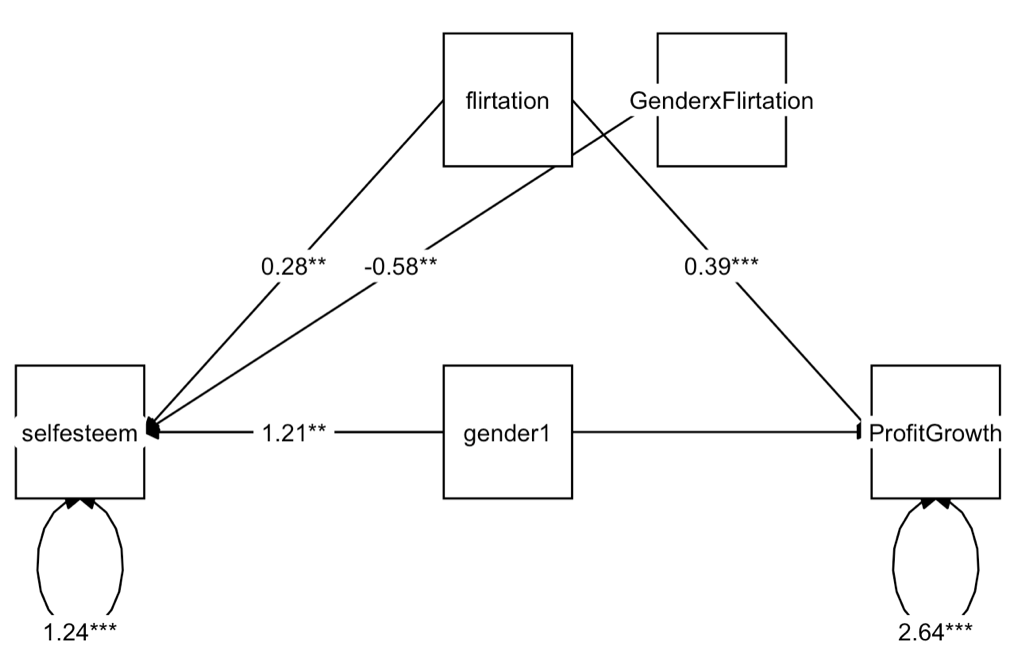 flirtation
GenderxFlirtation
0.28**
-0.58**
0.39***
selfesteem
1.21**
gender1
ProfitGrowth
1.24***
2.64***